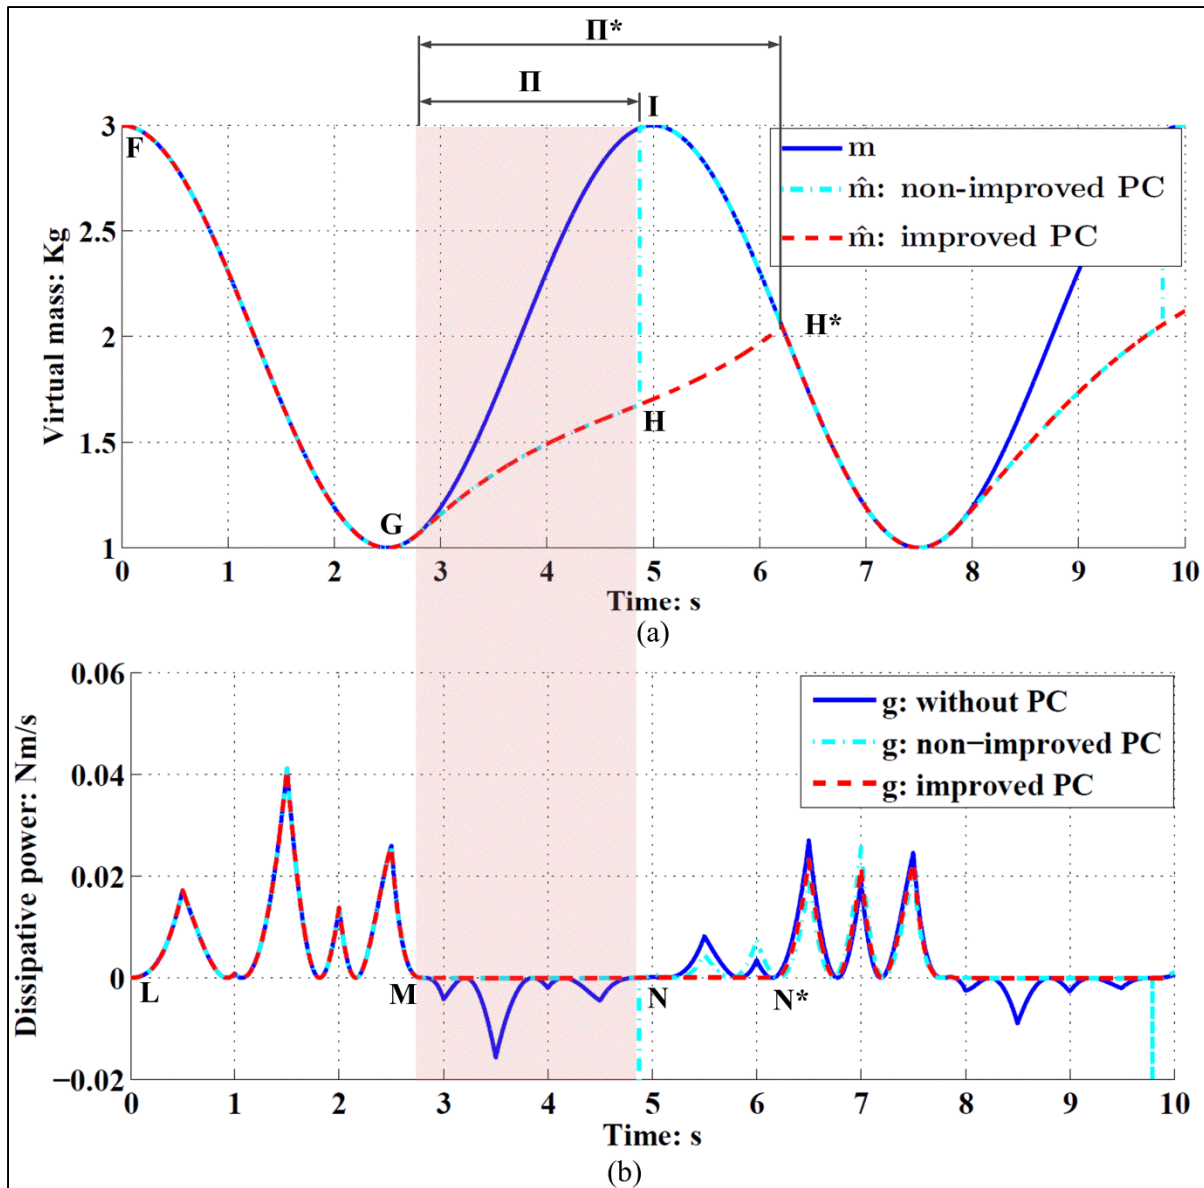 Π*
Π
I
F
G
H
H*
m
m̂: non-improved PC
m̂: improved PC
Virtual mass: Kg
3
2.5
2
1.5
1
0 1 2 3 4 5 6 7 8 9 10
Time: s
(a)
g: without PC
g: non−improved PC
g: improved PC
Dissipative power: Nm/s
0.06
0.04
0.02
0
−0.02
L
M
N
N*
0 1 2 3 4 5 6 7 8 9 10
Time: s
(b)